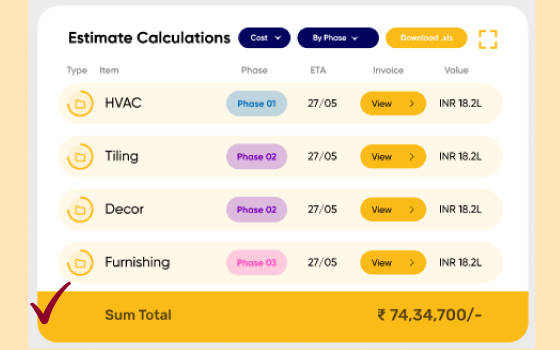 Estimate Calculations Cost By Phase Download .xls
Type Item Phase ETA Invoice Value
HVAC Phase 01 27/05 View INR 18.2L
Tiling Phase 02 27/05 View INR 18.2L
Decor Phase 02 27/05 View INR 18.2L
Furnishing Phase 03 27/05 View INR 18.2L
Sum Total ₹ 74,34,700/-